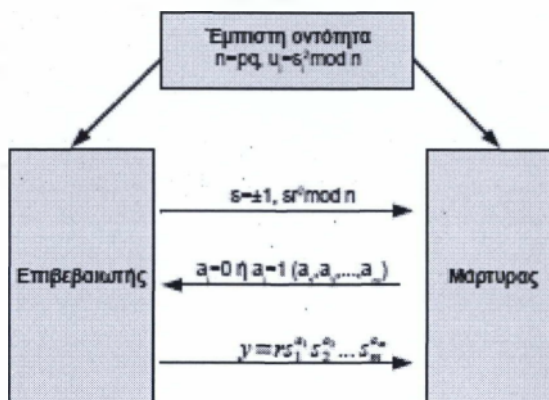 Έμπιστη οντότητα
n=pq, u_i=s_i^2 mod n
s=±1, sr^2 mod n
Επιβεβαιωτής
a_i=0 ή a_i=1 (a_1,a_2,...,a_m)
Μάρτυρας
y=rs_1^{a_1} s_2^{a_2} ... s_m^{a_m}